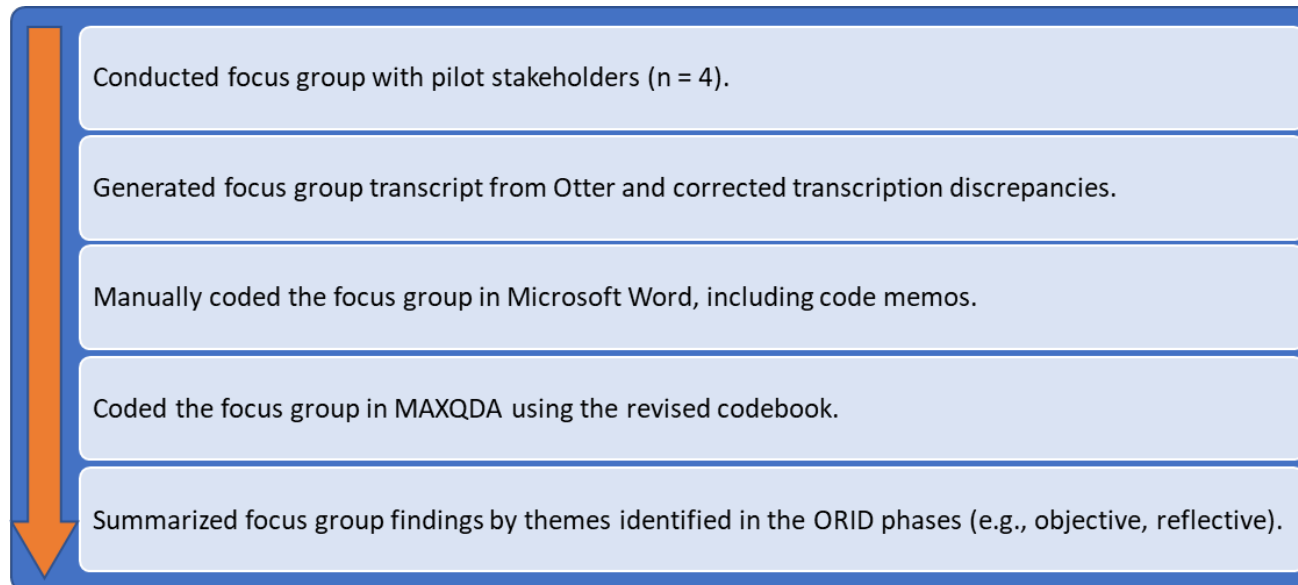 Conducted focus group with pilot stakeholders (n = 4).
Generated focus group transcript from Otter and corrected transcription discrepancies.
Manually coded the focus group in Microsoft Word, including code memos.
Coded the focus group in MAXQDA using the revised codebook.
Summarized focus group findings by themes identified in the ORID phases (e.g., objective, reflective).